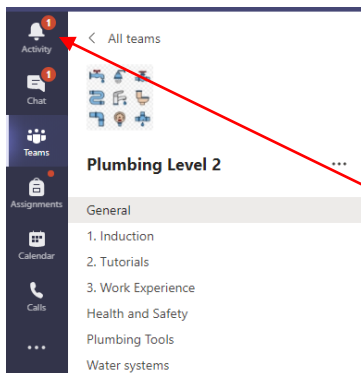 1
Activity
All teams
1
Chat
Teams
Plumbing Level 2
...
Assignments
General
1. Induction
Calendar
2. Tutorials
3. Work Experience
Calls
Health and Safety
Plumbing Tools
...
Water systems